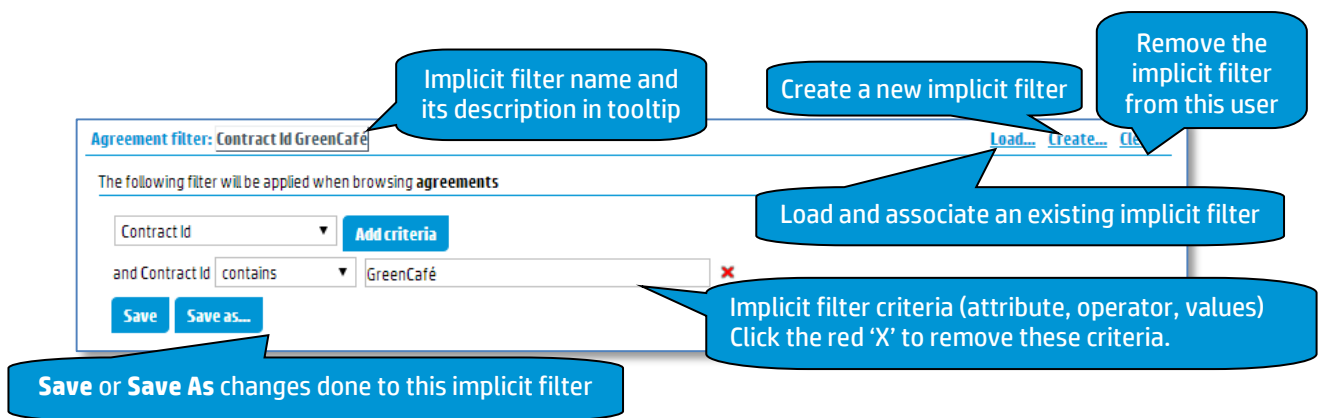 Remove the
implicit filter
from this user
Implicit filter name and
its description in tooltip
Create a new implicit filter
Agreement filter: Contract Id GreenCafé
Load... Create...
The following filter will be applied when browsing agreements
Load and associate an existing implicit filter
Contract Id
Add criteria
and Contract Id contains GreenCafé
Implicit filter criteria (attribute, operator, values)
Click the red ‘X’ to remove these criteria.
Save Save as...
Save or Save As changes done to this implicit filter